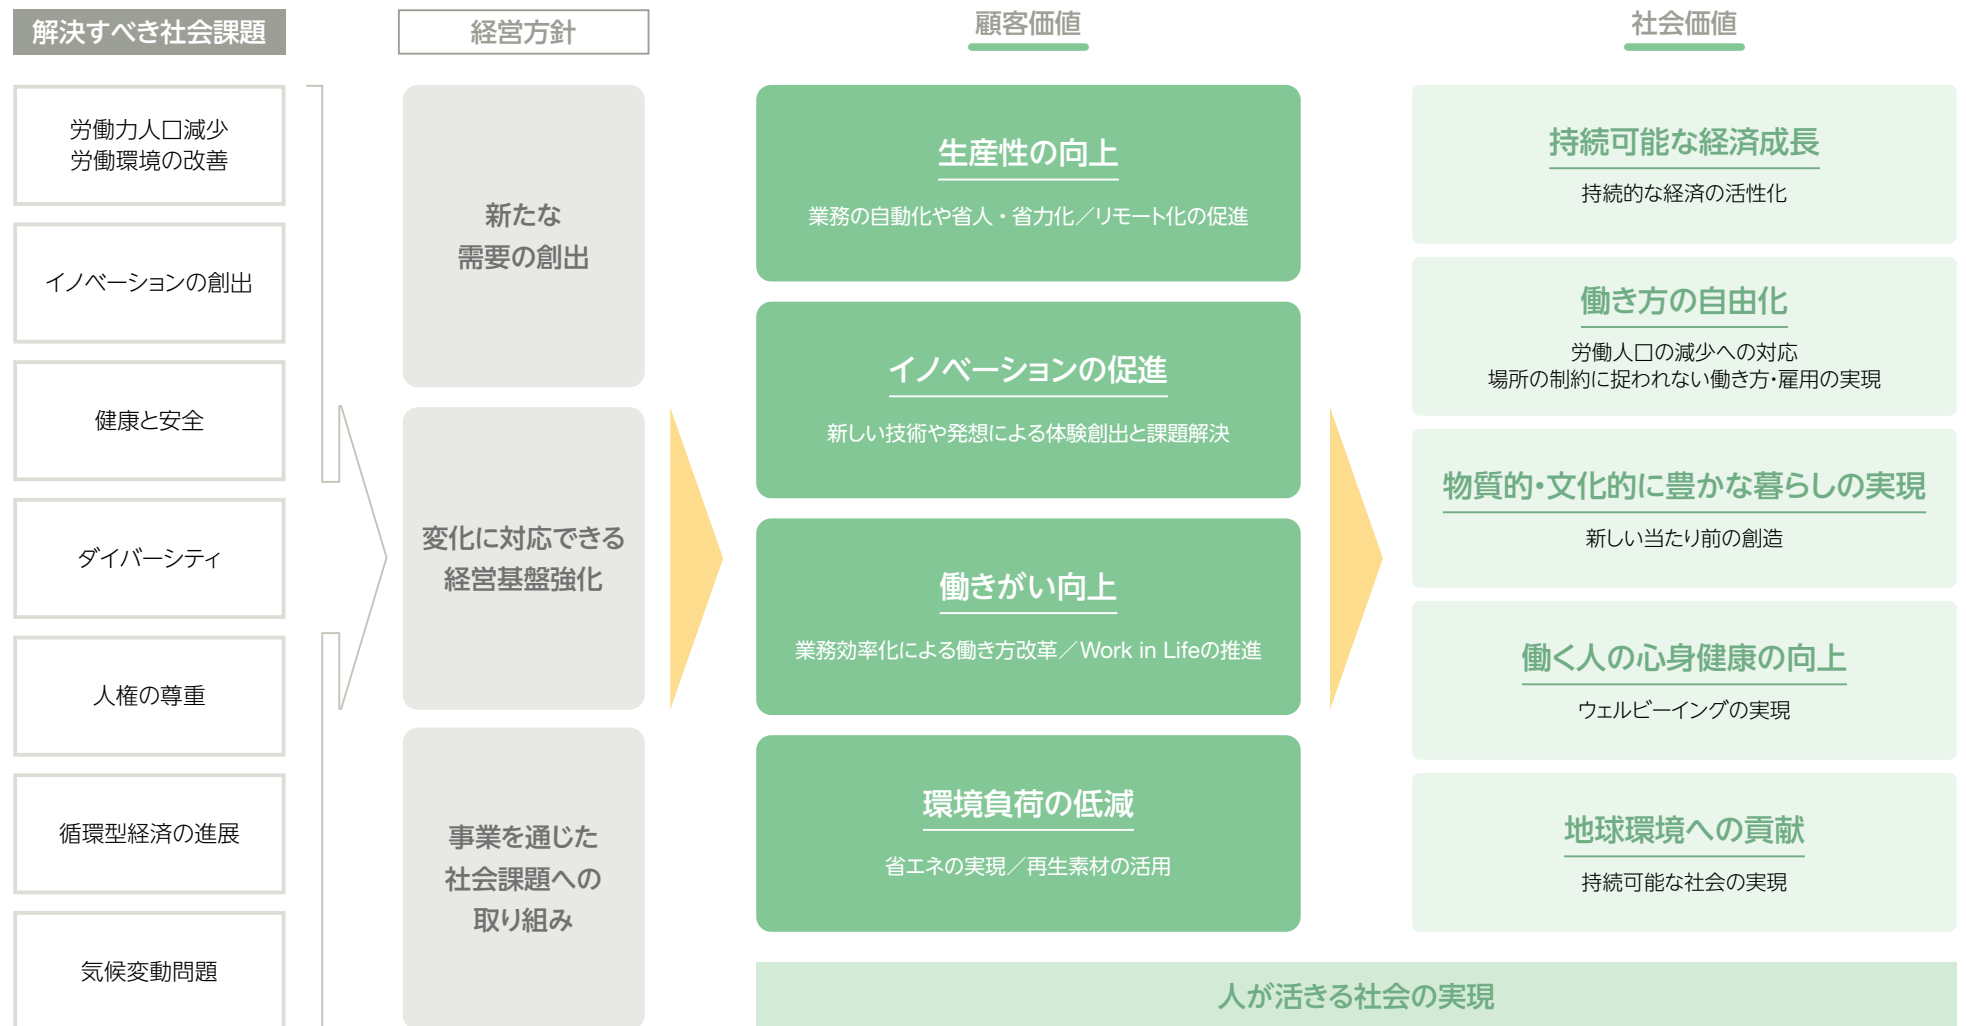 解決すべき社会課題
労働力人口減少
労働環境の改善
イノベーションの創出
健康と安全
ダイバーシティ
人権の尊重
循環型経済の進展
気候変動問題
経営方針
新たな
需要の創出
変化に対応できる
経営基盤強化
事業を通じた
社会課題への
取り組み
顧客価値
生産性の向上
業務の自動化や省人・省力化／リモート化の促進
イノベーションの促進
新しい技術や発想による体験創出と課題解決
働きがい向上
業務効率化による働き方改革／Work in Lifeの推進
環境負荷の低減
省エネの実現／再生素材の活用
社会価値
持続可能な経済成長
持続的な経済の活性化
働き方の自由化
労働人口の減少への対応
場所の制約に捉われない働き方・雇用の実現
物質的・文化的に豊かな暮らしの実現
新しい当たり前の創造
働く人の心身健康の向上
ウェルビーイングの実現
地球環境への貢献
持続可能な社会の実現
人が活きる社会の実現